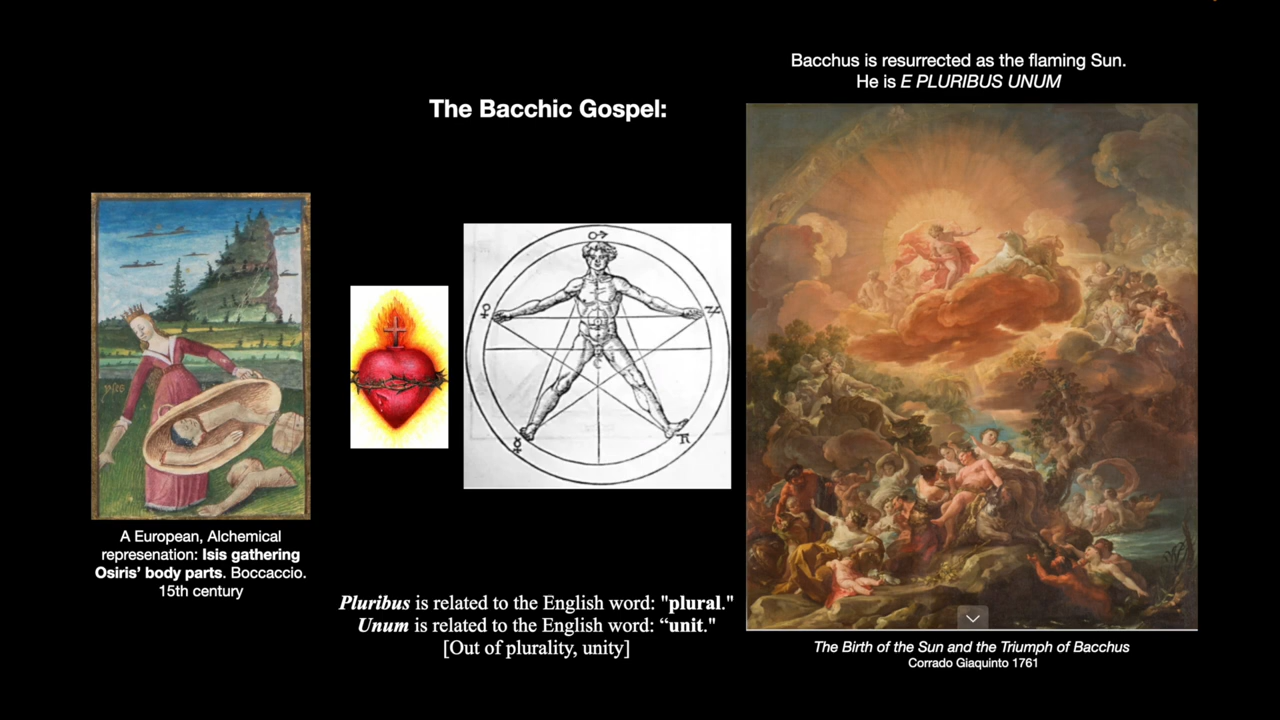 Bacchus is resurrected as the flaming Sun.
He is E PLURIBUS UNUM
The Bacchic Gospel:
A European, Alchemical
represenation: Isis gathering
Osiris’ body parts. Boccaccio.
15th century
Pluribus is related to the English word: "plural."
Unum is related to the English word: “unit."
[Out of plurality, unity]
The Birth of the Sun and the Triumph of Bacchus
Corrado Giaquinto 1761